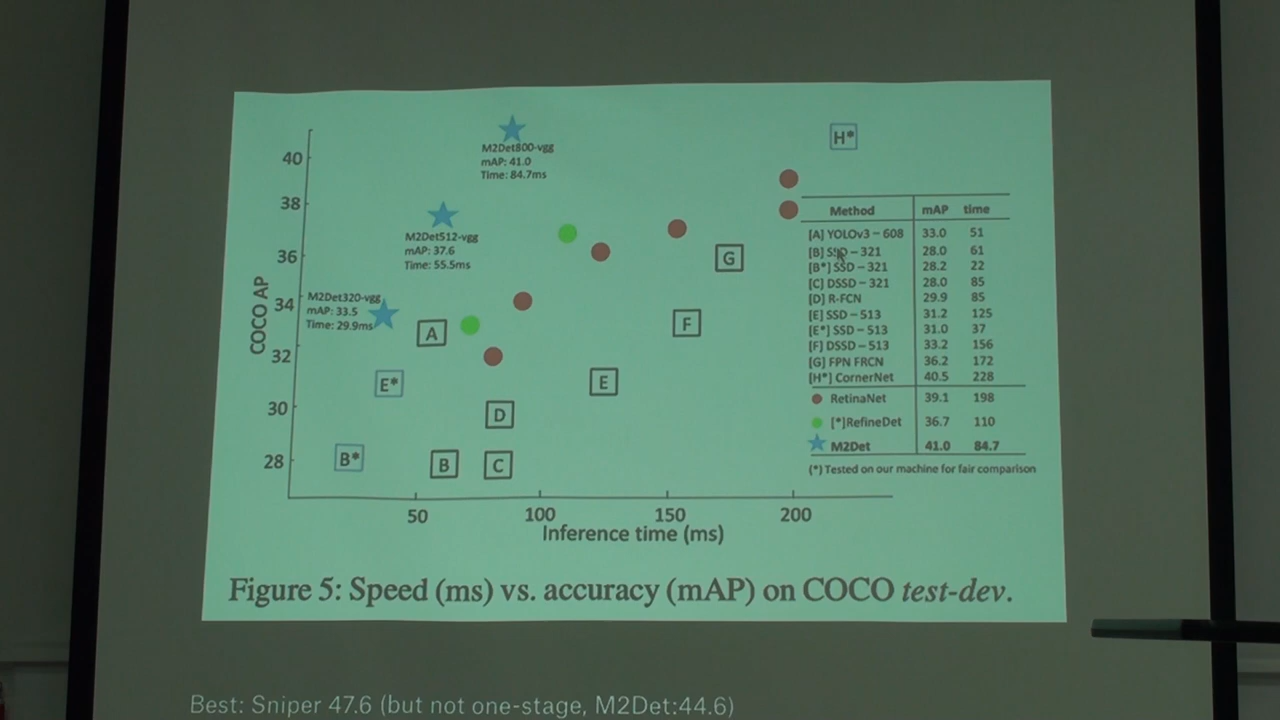 40
38
36
34
32
30
28
COCO AP
50
100
150
200
Inference time (ms)
M2Det800-vgg
mAP: 41.0
Time: 84.7ms
M2Det512-vgg
mAP: 37.6
Time: 55.5ms
M2Det320-vgg
mAP: 33.5
Time: 29.9ms
H*
G
F
A
E*
E
D
B*
B
C
Method mAP time
[A] YOLOv3 – 608 33.0 51
[B] – 321 28.0 61
[B*] SSD – 321 28.2 22
[C] DSSD – 321 28.0 85
[D] R-FCN 29.9 85
[E] SSD – 513 31.2 125
[E*] SSD – 513 31.0 37
[F] DSSD – 513 33.2 156
[G] FPN FRCN 36.2 172
[H*] CornerNet 40.5 228
RetinaNet 39.1 198
[*]RefineDet 36.7 110
M2Det 41.0 84.7
(*) Tested on our machine for fair comparison
Figure 5: Speed (ms) vs. accuracy (mAP) on COCO test-dev.
Best: Sniper 47.6 (but not one-stage, M2Det:44.6)